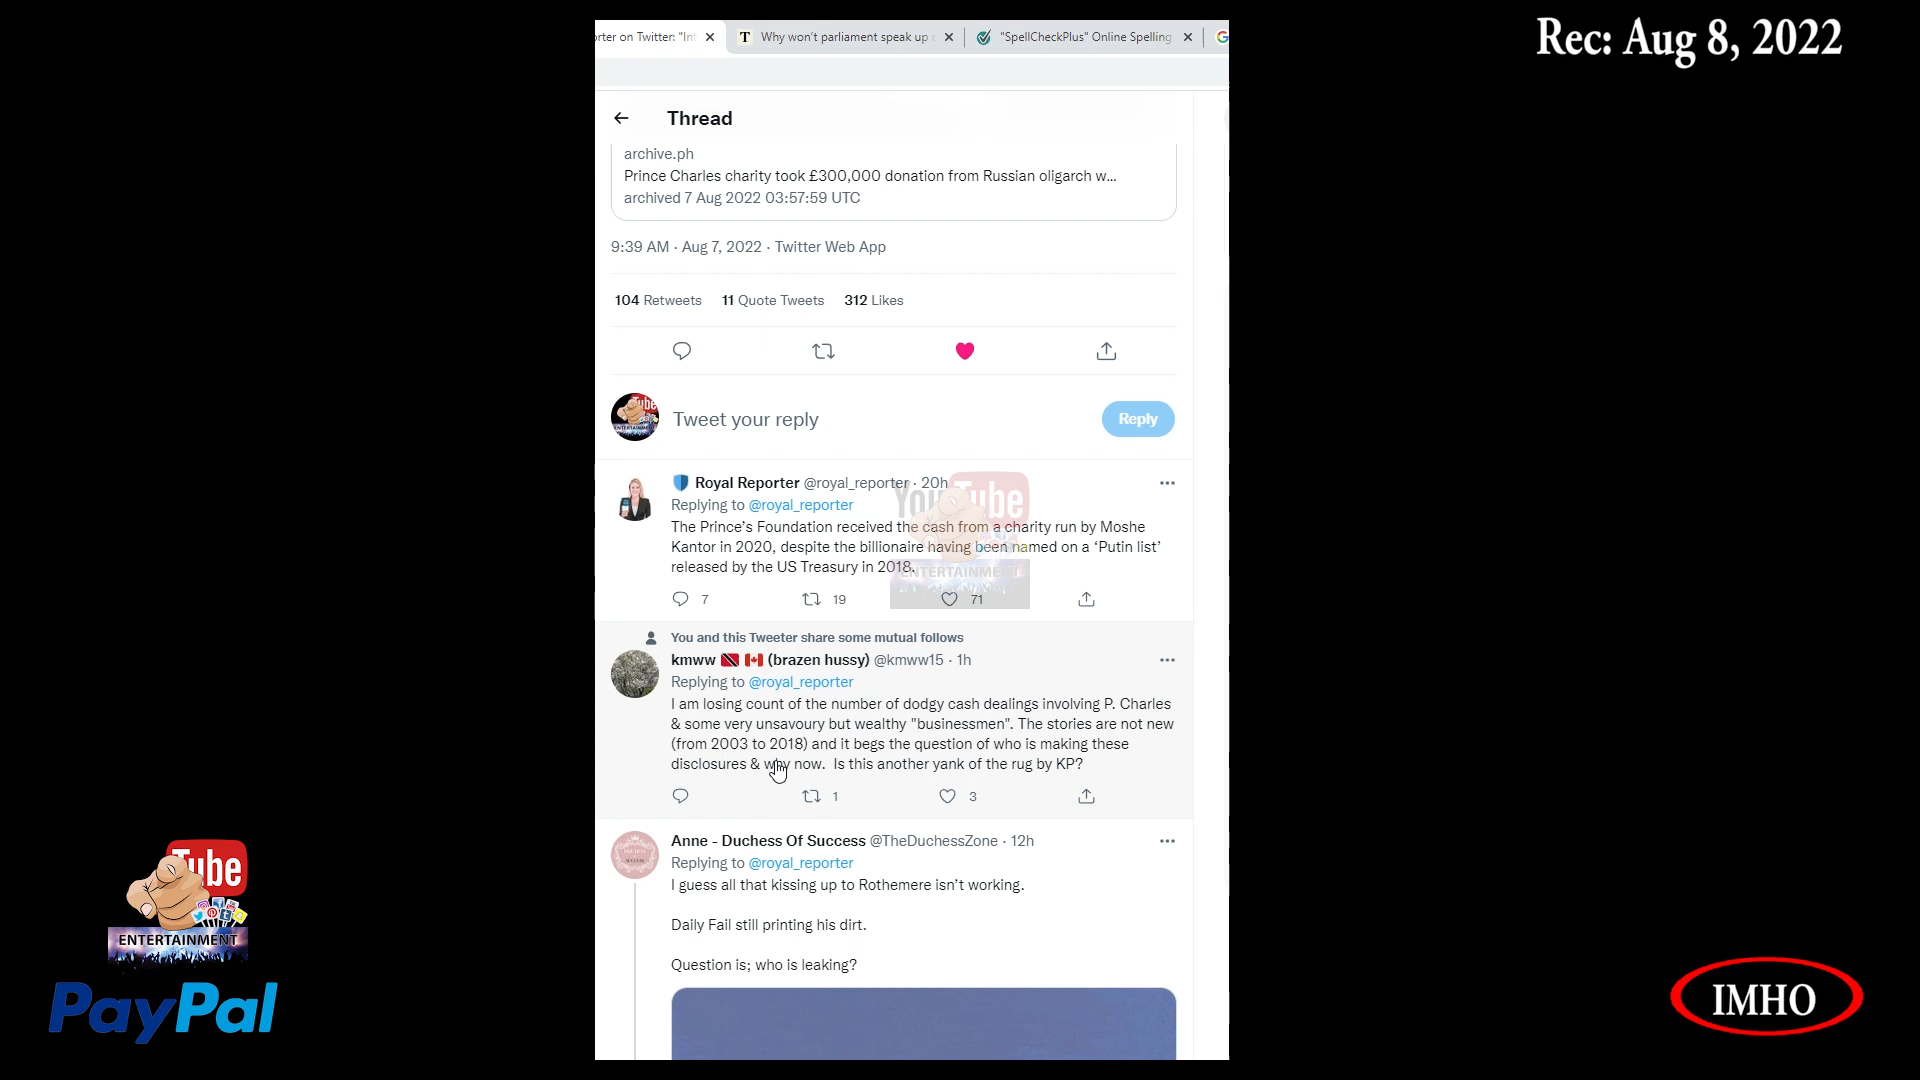 Rec: Aug 8, 2022
orter on Twitter: "Int
Why won't parliament speak up
"SpellCheckPlus" Online Spelling
Thread
archive.ph
Prince Charles charity took £300,000 donation from Russian oligarch w...
archived 7 Aug 2022 03:57:59 UTC
9:39 AM · Aug 7, 2022 · Twitter Web App
104 Retweets 11 Quote Tweets 312 Likes
Tweet your reply
Reply
Royal Reporter @royal_reporter · 20h
Replying to @royal_reporter
The Prince's Foundation received the cash from a charity run by Moshe
Kantor in 2020, despite the billionaire having been named on a 'Putin list'
released by the US Treasury in 2018.
7 19 71
YouTube
ENTERTAINMENT
You and this Tweeter share some mutual follows
kmww 🇹🇹 🇨🇦 (brazen hussy) @kmww15 · 1h
Replying to @royal_reporter
I am losing count of the number of dodgy cash dealings involving P. Charles
& some very unsavoury but wealthy "businessmen". The stories are not new
(from 2003 to 2018) and it begs the question of who is making these
disclosures & why now. Is this another yank of the rug by KP?
1 3
Anne - Duchess Of Success @TheDuchessZone · 12h
Replying to @royal_reporter
I guess all that kissing up to Rothemere isn't working.
Daily Fail still printing his dirt.
Question is; who is leaking?
Tube
ENTERTAINMENT
PayPal
IMHO